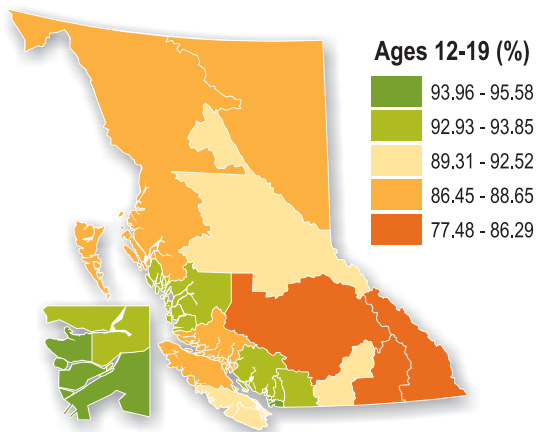 Ages 12-19 (%)
93.96 - 95.58
92.93 - 93.85
89.31 - 92.52
86.45 - 88.65
77.48 - 86.29